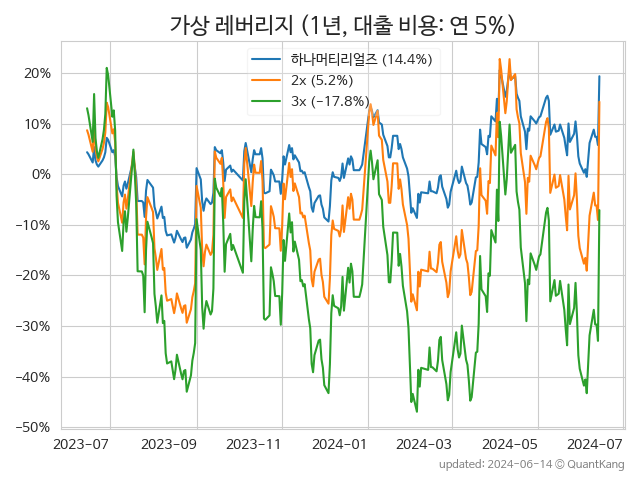 가상 레버리지 (1년, 대출 비용: 연 5%)
하나머티리얼즈 (14.4%)
2x (5.2%)
3x (−17.8%)
20%
10%
0%
−10%
−20%
−30%
−40%
−50%
2023-07 2023-09 2023-11 2024-01 2024-03 2024-05 2024-07
updated: 2024-06-14 © QuantKang